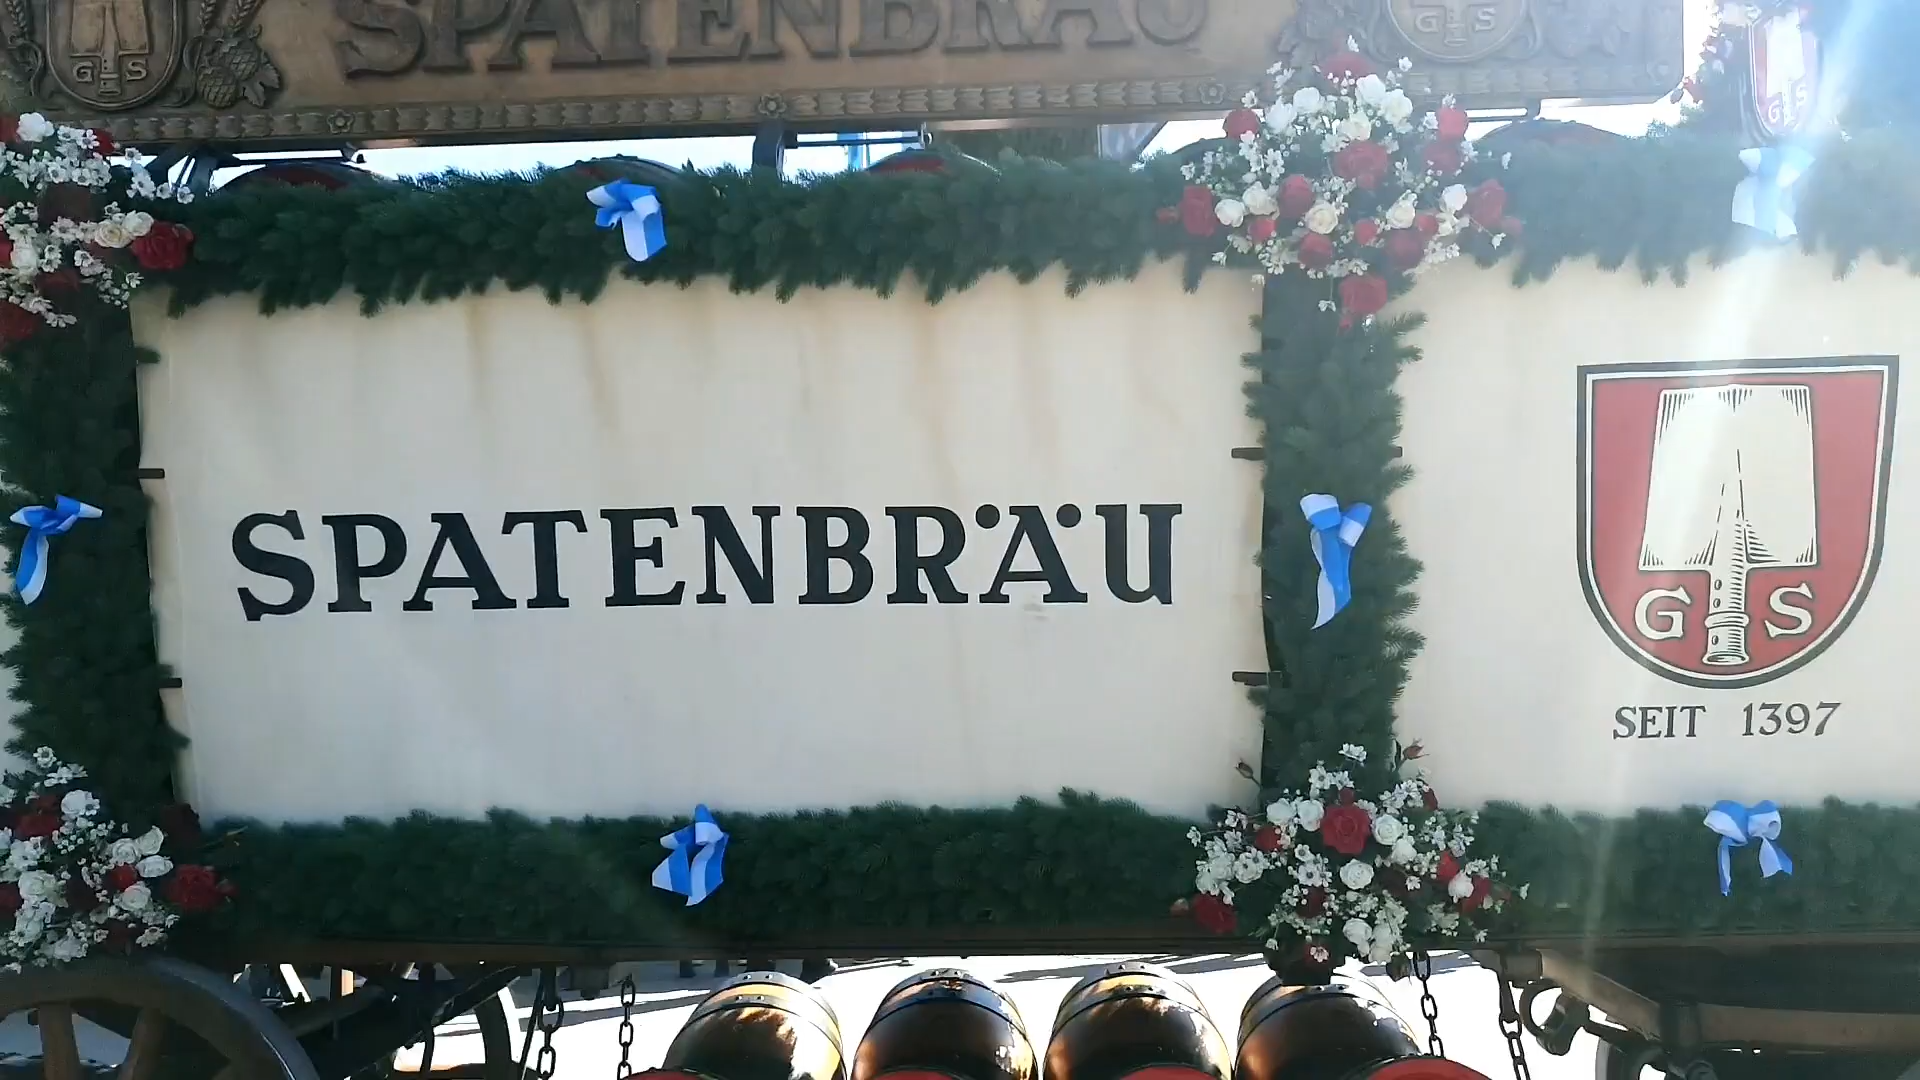 SPATENBRÄU
G S
G S
G S
SPATENBRÄU
G S
SEIT 1397